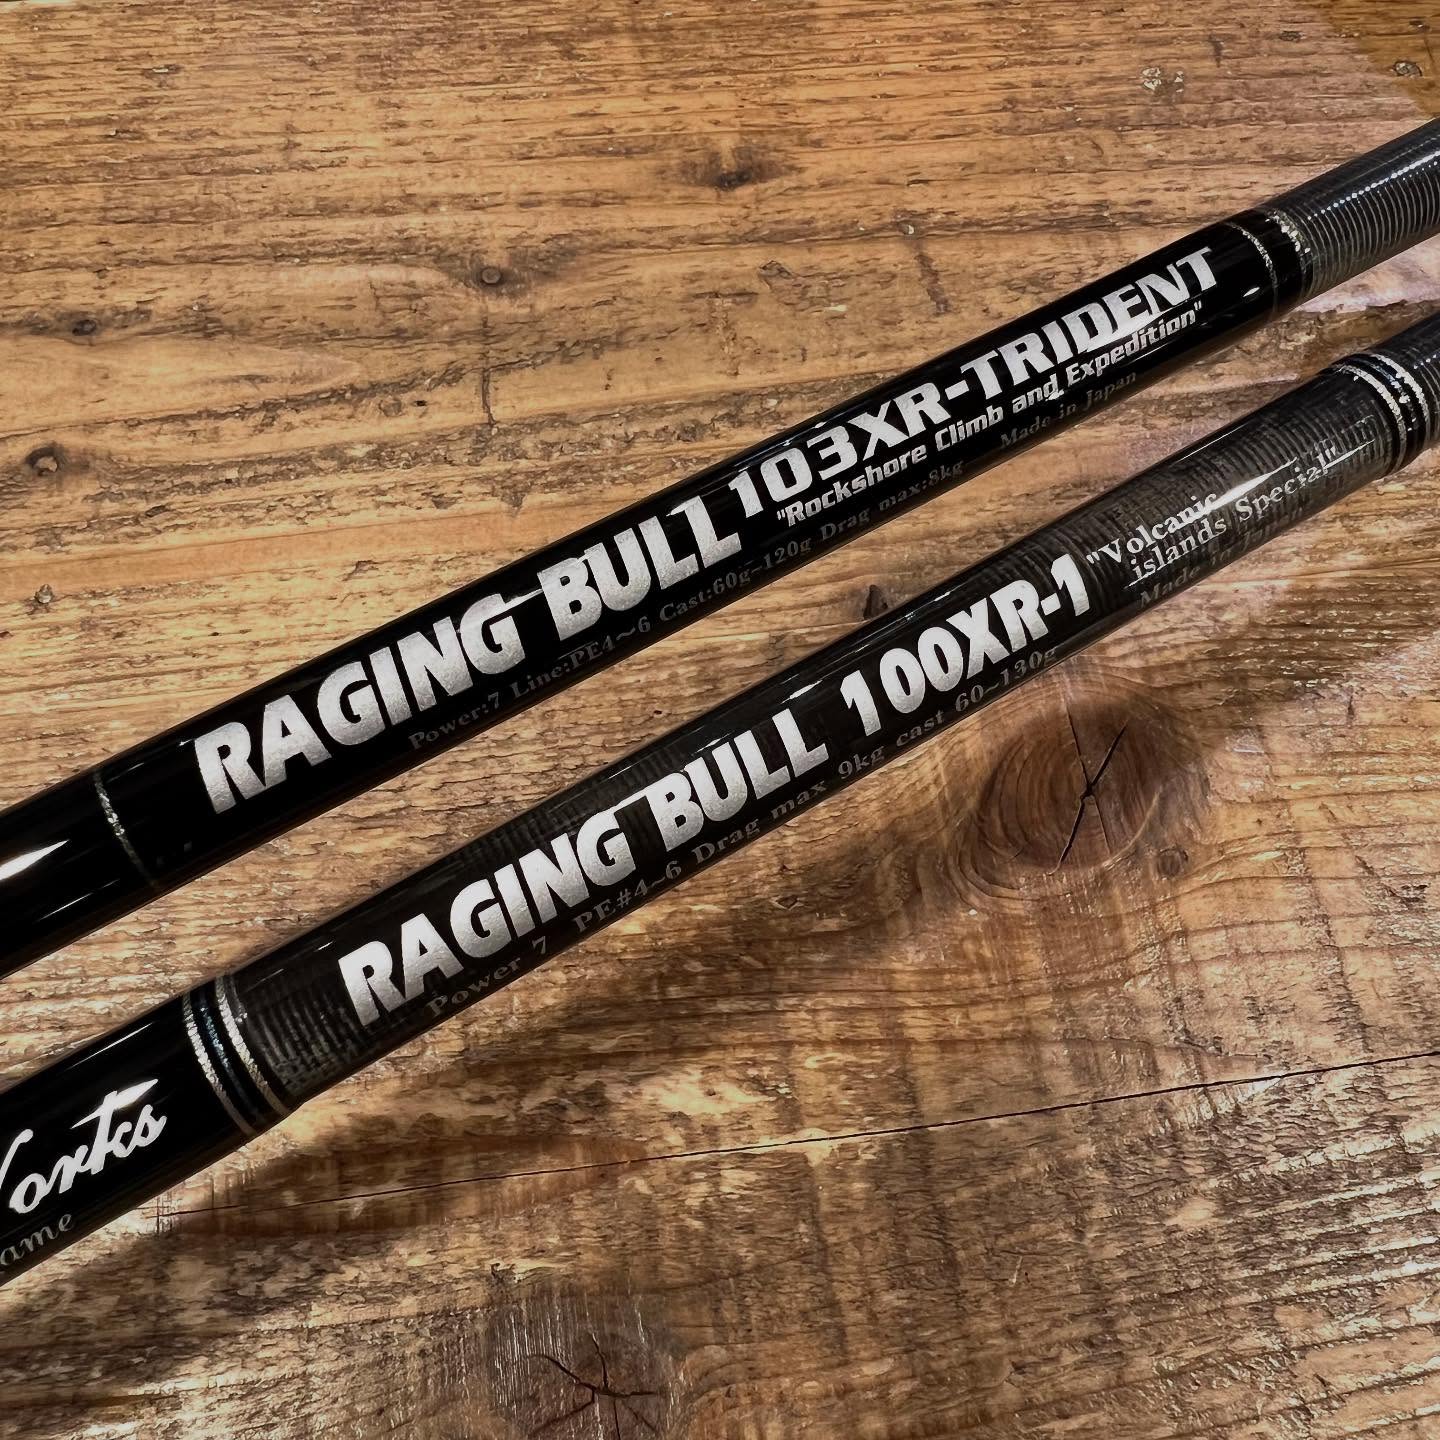 RAGING BULL 103XR-TRIDENT
"Rockshore Climb and Expedition"
Power:7 Line:PE4～6 Cast:60g~120g Drag max:8kg Made in Japan
RAGING BULL 100XR-1 "Volcanic
islands Special"
Power 7 PE#4~6 Drag max 9kg cast 60~130g Made in